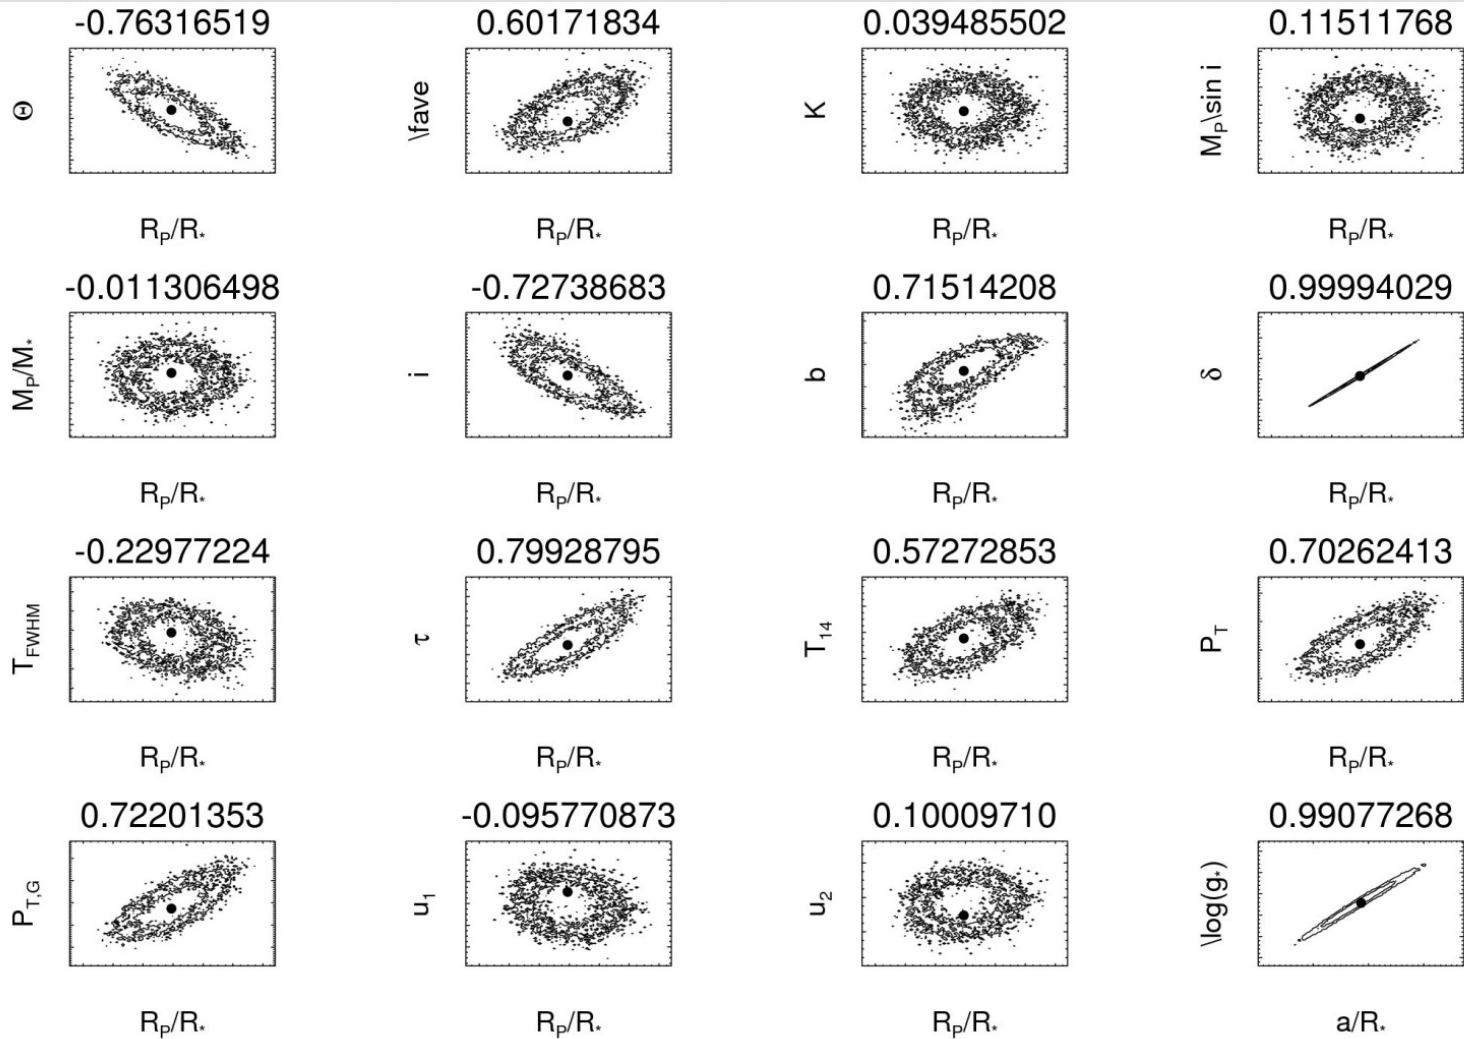 -0.76316519 0.60171834 0.039485502 0.11511768
Θ \fave K M_P\sin i
R_P/R_* R_P/R_* R_P/R_* R_P/R_*
-0.011306498 -0.72738683 0.71514208 0.99994029
M_P/M_* i b δ
R_P/R_* R_P/R_* R_P/R_* R_P/R_*
-0.22977224 0.79928795 0.57272853 0.70262413
T_FWHM τ T_14 P_T
R_P/R_* R_P/R_* R_P/R_* R_P/R_*
0.72201353 -0.095770873 0.10009710 0.99077268
P_T,G u_1 u_2 \log(g_*)
R_P/R_* R_P/R_* R_P/R_* a/R_*